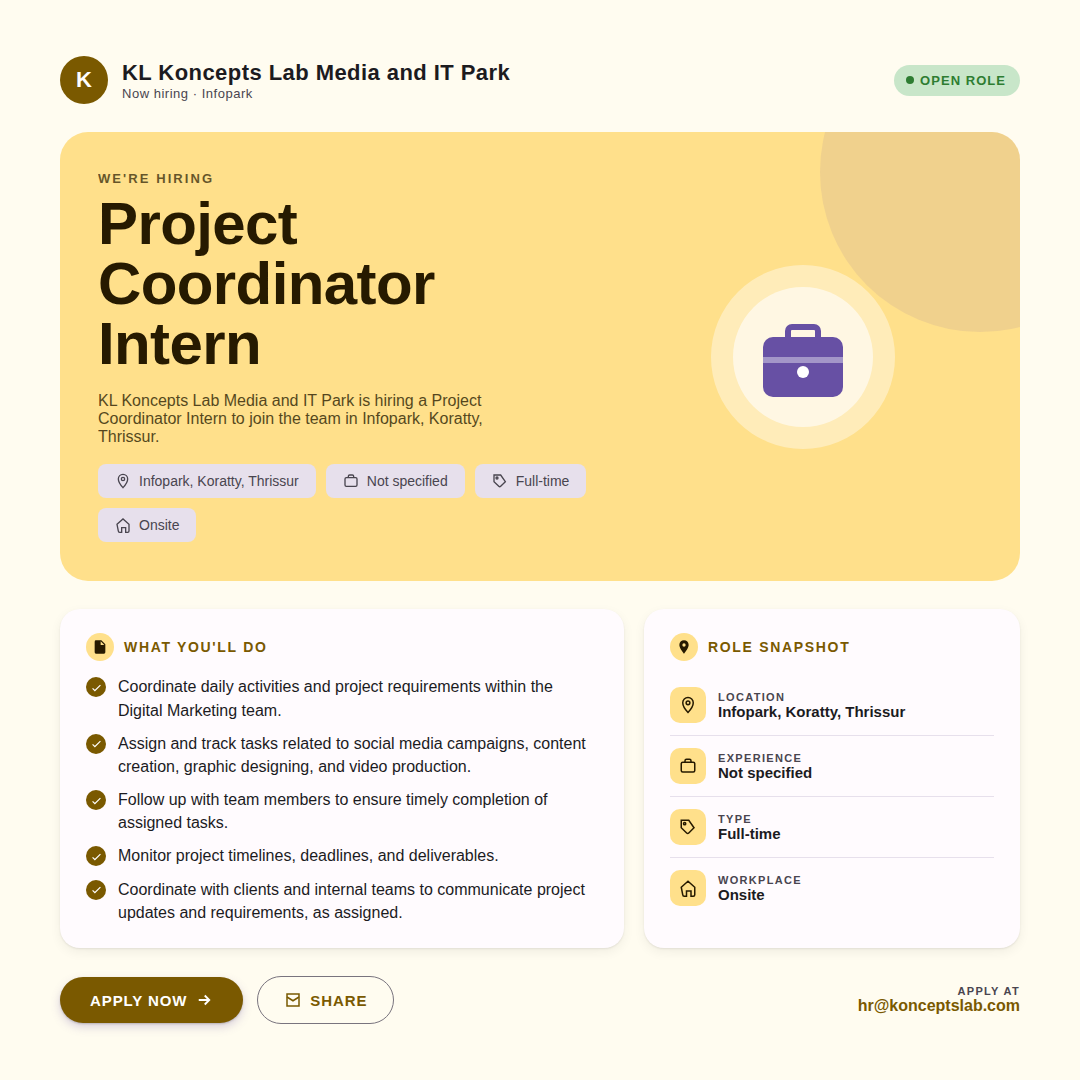 K
KL Koncepts Lab Media and IT Park
Now hiring · Infopark
OPEN ROLE
WE'RE HIRING
Project
Coordinator
Intern
KL Koncepts Lab Media and IT Park is hiring a Project
Coordinator Intern to join the team in Infopark, Koratty,
Thrissur.
Infopark, Koratty, Thrissur
Not specified
Full-time
Onsite
WHAT YOU'LL DO
Coordinate daily activities and project requirements within the
Digital Marketing team.
Assign and track tasks related to social media campaigns, content
creation, graphic designing, and video production.
Follow up with team members to ensure timely completion of
assigned tasks.
Monitor project timelines, deadlines, and deliverables.
Coordinate with clients and internal teams to communicate project
updates and requirements, as assigned.
ROLE SNAPSHOT
LOCATION
Infopark, Koratty, Thrissur
EXPERIENCE
Not specified
TYPE
Full-time
WORKPLACE
Onsite
APPLY NOW
SHARE
APPLY AT
hr@konceptslab.com